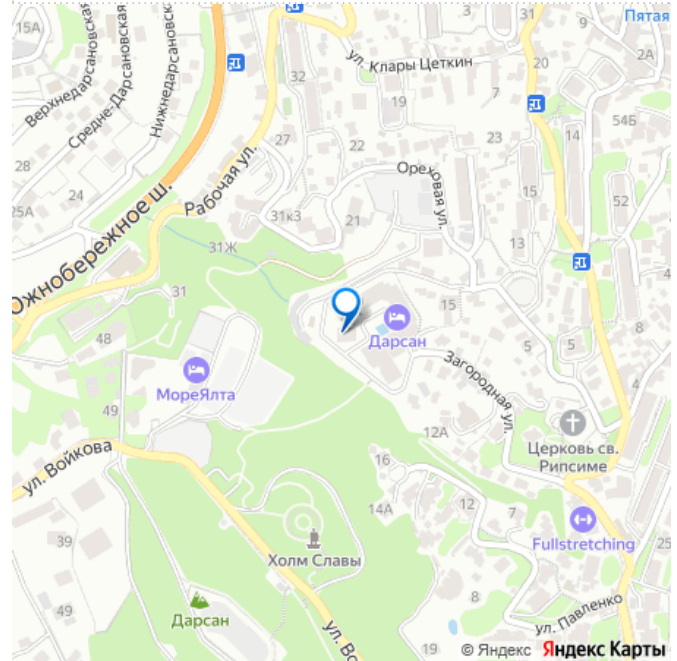 15А
Верхнедарсановская
Средне-Дарсановская
Нижнедарсановская
28
25А
24
Южнобережное ш.
Рабочая ул.
32
27
22
31к3
21
31Ж
31
48
49
ул. Клары Цеткин
19
7
23
31
20
Пятая
2А
14
54Б
52
15
13
Ореховая ул.
15
5
5
4
4
Дарсан
Загородная ул.
12А
Церковь св.
Рипсиме
МореЯлта
ул. Войкова
39
49
16
14А
12
7
Fullstretching
25
Холм Славы
Дарсан
ул. Во
19
9
ул. Павленко
© Яндекс Яндекс Карты